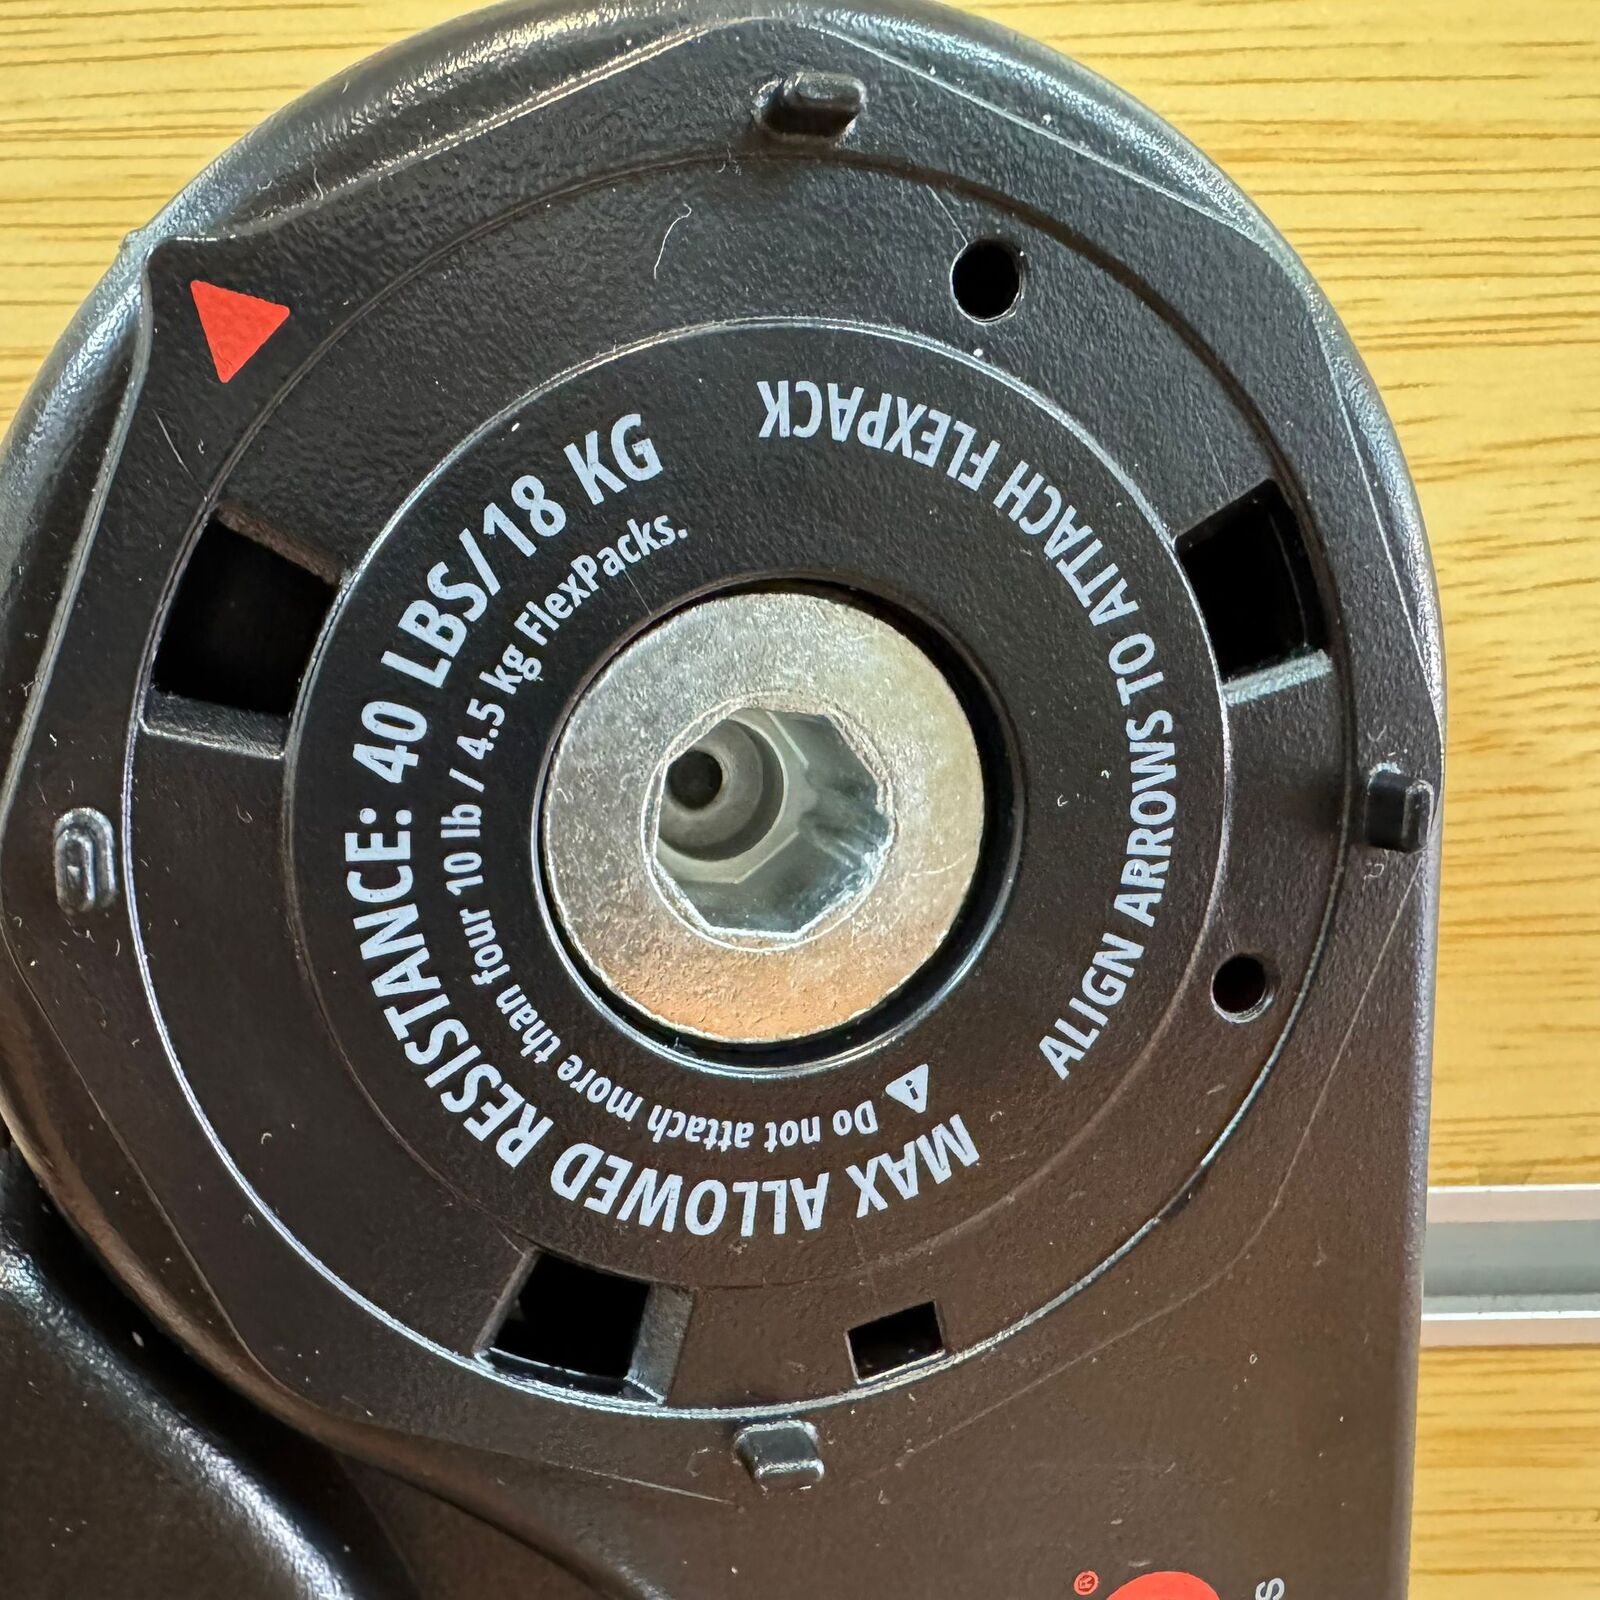 MAX ALLOWED RESISTANCE: 40 LBS/18 KG
Do not attach more than four 10 lb / 4.5 kg FlexPacks.
ALIGN ARROWS TO ATTACH FLEXPACK
®
S